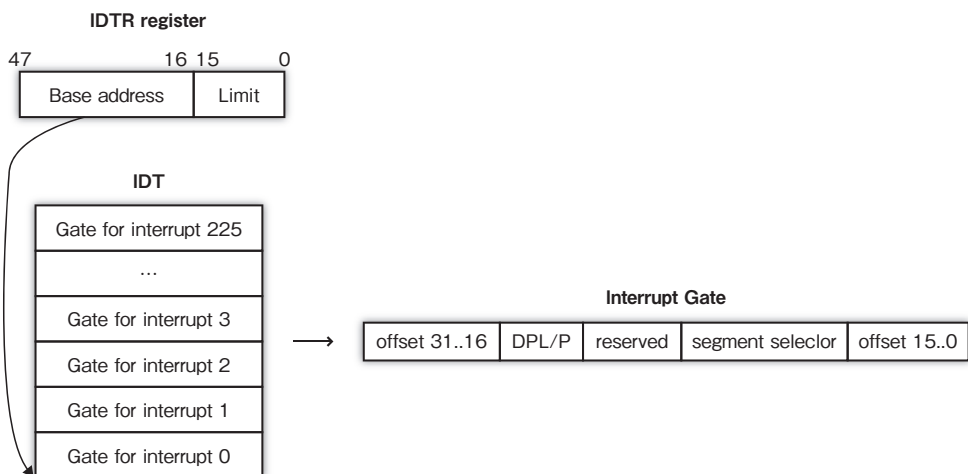 IDTR register
47 16 15 0
Base address Limit
IDT
Gate for interrupt 225
...
Gate for interrupt 3
Gate for interrupt 2
Gate for interrupt 1
Gate for interrupt 0
Interrupt Gate
offset 31..16 DPL/P reserved segment seleclor offset 15..0